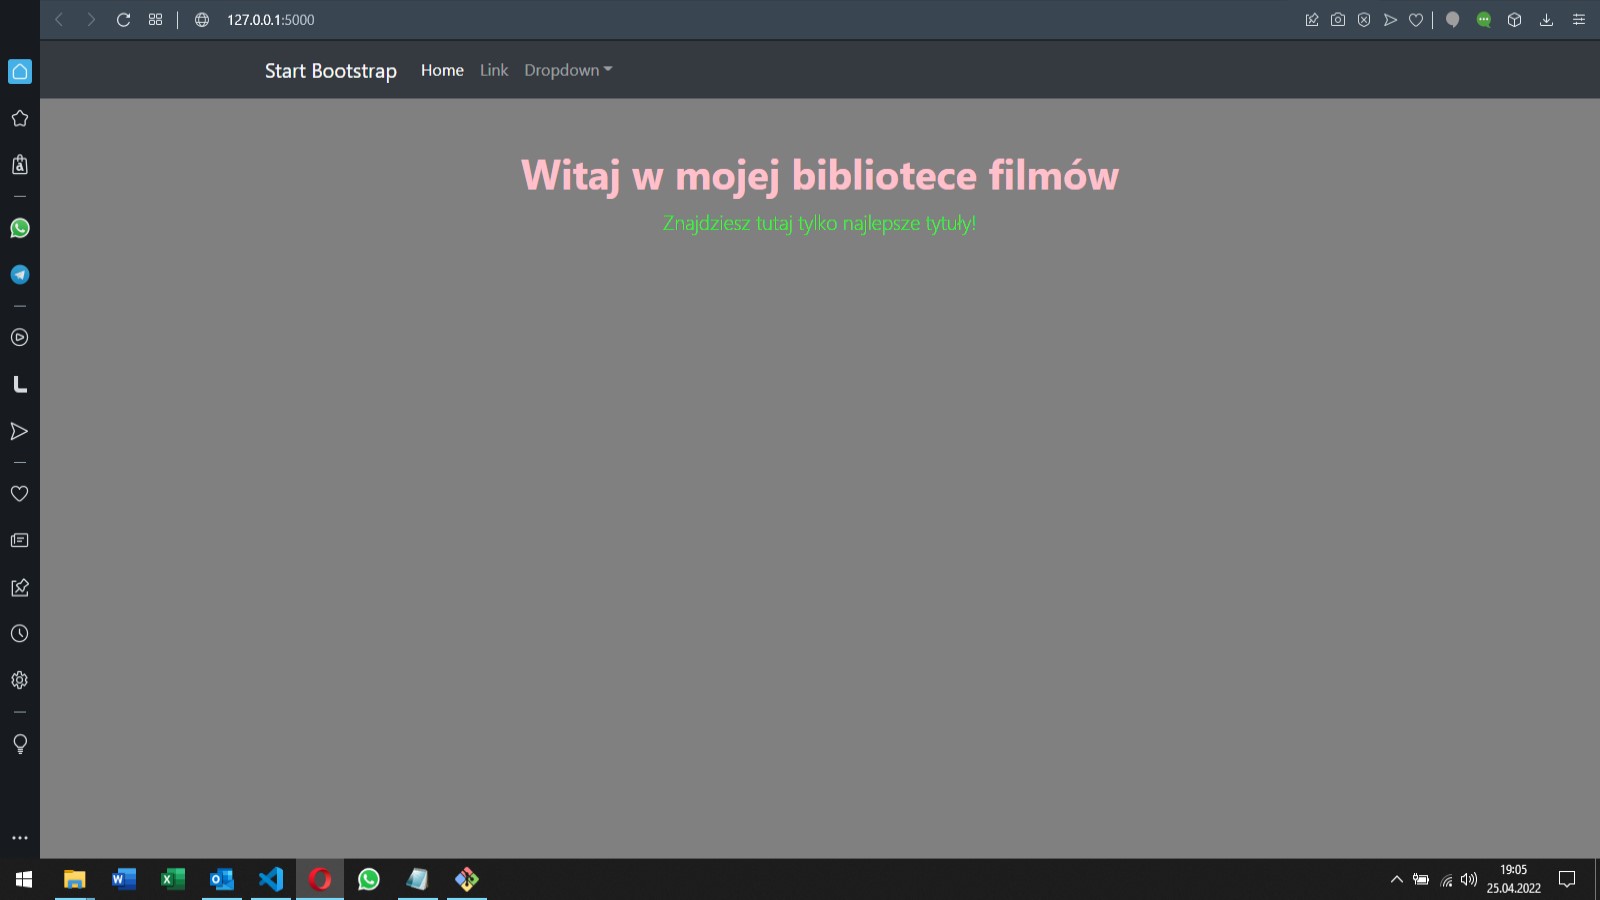 127.0.0.1:5000
Start Bootstrap Home Link Dropdown
Witaj w mojej bibliotece filmów
Znajdziesz tutaj tylko najlepsze tytuły!
19:05
25.04.2022